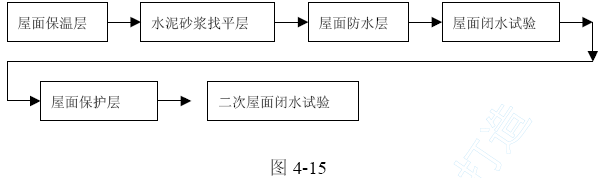 屋面保温层 水泥砂浆找平层 屋面防水层 屋面闭水试验
屋面保护层 二次屋面闭水试验
图 4-15
打造